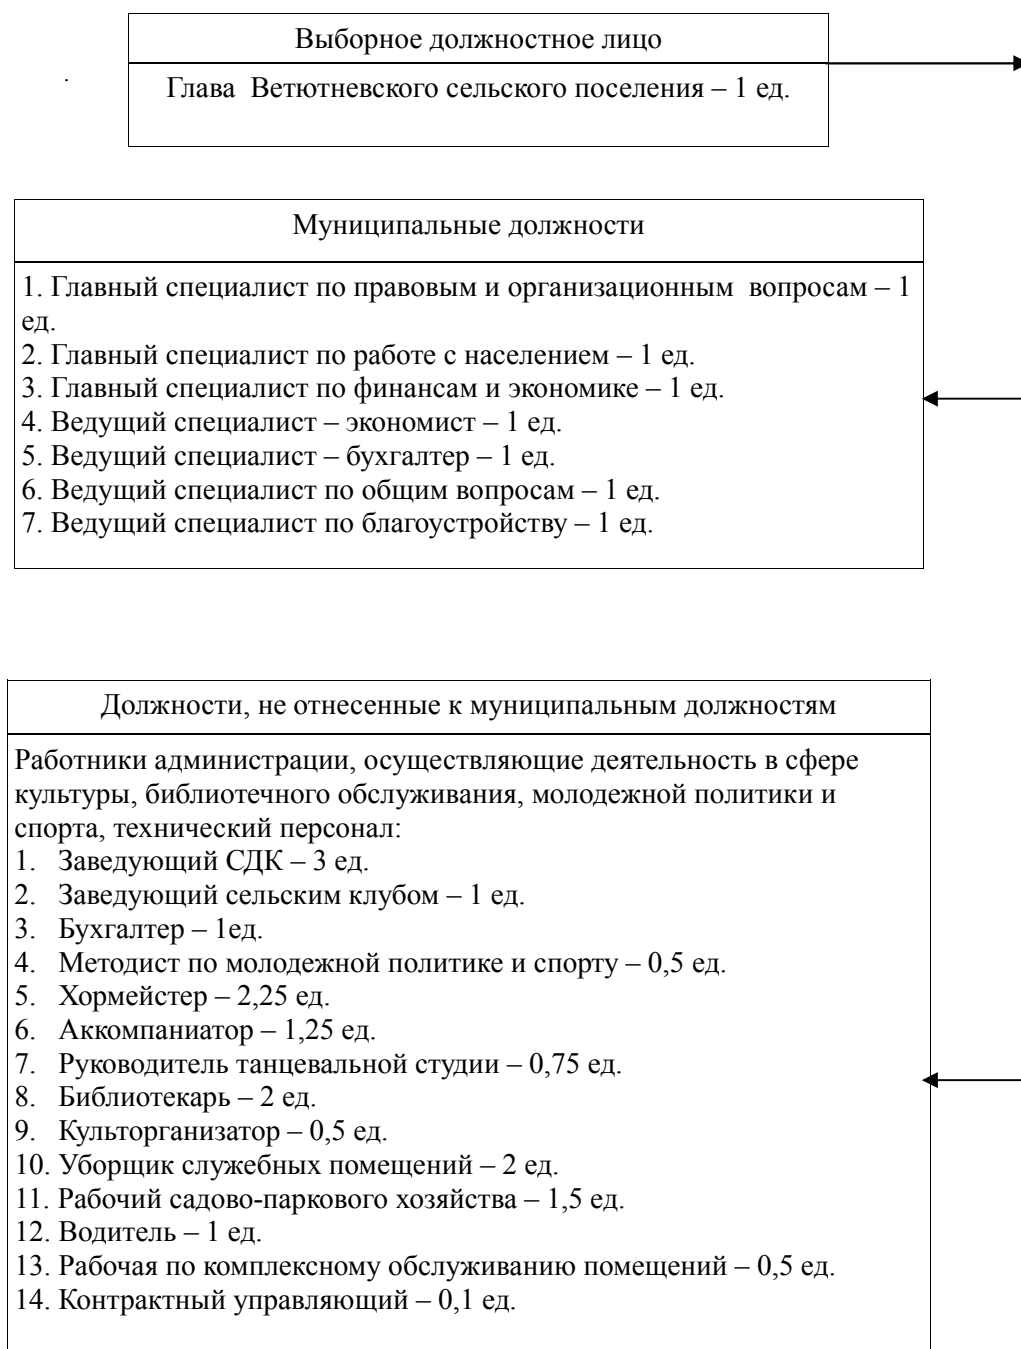 Выборное должностное лицо
Глава Ветютневского сельского поселения – 1 ед.
Муниципальные должности
1. Главный специалист по правовым и организационным вопросам – 1
ед.
2. Главный специалист по работе с населением – 1 ед.
3. Главный специалист по финансам и экономике – 1 ед.
4. Ведущий специалист – экономист – 1 ед.
5. Ведущий специалист – бухгалтер – 1 ед.
6. Ведущий специалист по общим вопросам – 1 ед.
7. Ведущий специалист по благоустройству – 1 ед.
Должности, не отнесенные к муниципальным должностям
Работники администрации, осуществляющие деятельность в сфере
культуры, библиотечного обслуживания, молодежной политики и
спорта, технический персонал:
1. Заведующий СДК – 3 ед.
2. Заведующий сельским клубом – 1 ед.
3. Бухгалтер – 1ед.
4. Методист по молодежной политике и спорту – 0,5 ед.
5. Хормейстер – 2,25 ед.
6. Аккомпаниатор – 1,25 ед.
7. Руководитель танцевальной студии – 0,75 ед.
8. Библиотекарь – 2 ед.
9. Культорганизатор – 0,5 ед.
10. Уборщик служебных помещений – 2 ед.
11. Рабочий садово-паркового хозяйства – 1,5 ед.
12. Водитель – 1 ед.
13. Рабочая по комплексному обслуживанию помещений – 0,5 ед.
14. Контрактный управляющий – 0,1 ед.